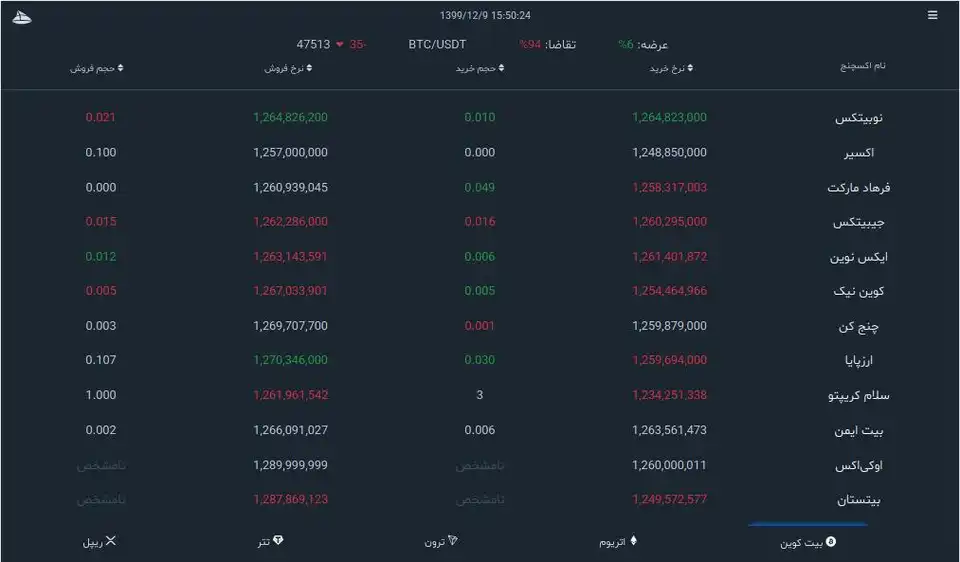 1399/12/9 15:50:24
عرضه: 6% تقاضا: 94% BTC/USDT 35- 47513
نام اکسچنج نرخ خرید حجم خرید نرخ فروش حجم فروش
نوبیتکس 1,264,823,000 0.010 1,264,826,200 0.021
اکسیر 1,248,850,000 0.000 1,257,000,000 0.100
فرهاد مارکت 1,258,317,003 0.049 1,260,939,045 0.000
جیبیتکس 1,260,295,000 0.016 1,262,286,000 0.015
ایکس نوین 1,261,401,872 0.006 1,263,143,591 0.012
کوین نیک 1,254,464,966 0.005 1,267,033,901 0.005
چنج کن 1,259,879,000 0.001 1,269,707,700 0.003
ارزپایا 1,259,694,000 0.030 1,270,346,000 0.107
سلام کریپتو 1,234,251,338 3 1,261,961,542 1.000
بیت ایمن 1,263,561,473 0.006 1,266,091,027 0.002
اوکی‌اکس 1,260,000,011 نامشخص 1,289,999,999 نامشخص
بیتستان 1,249,572,577 نامشخص 1,287,869,123 نامشخص
بیت کوین اتریوم ترون تتر ریپل